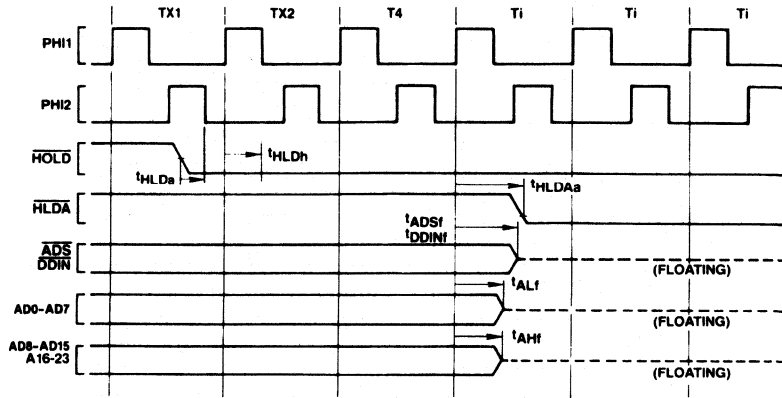 TX1 TX2 T4 Ti Ti Ti
PHI1
PHI2
HOLD
tHLDa
tHLDh
HLDA
tHLDAa
ADS
DDIN
tADSf
tDDINf
(FLOATING)
AD0–AD7
tALf
(FLOATING)
AD8–AD15
A16-23
tAHf
(FLOATING)